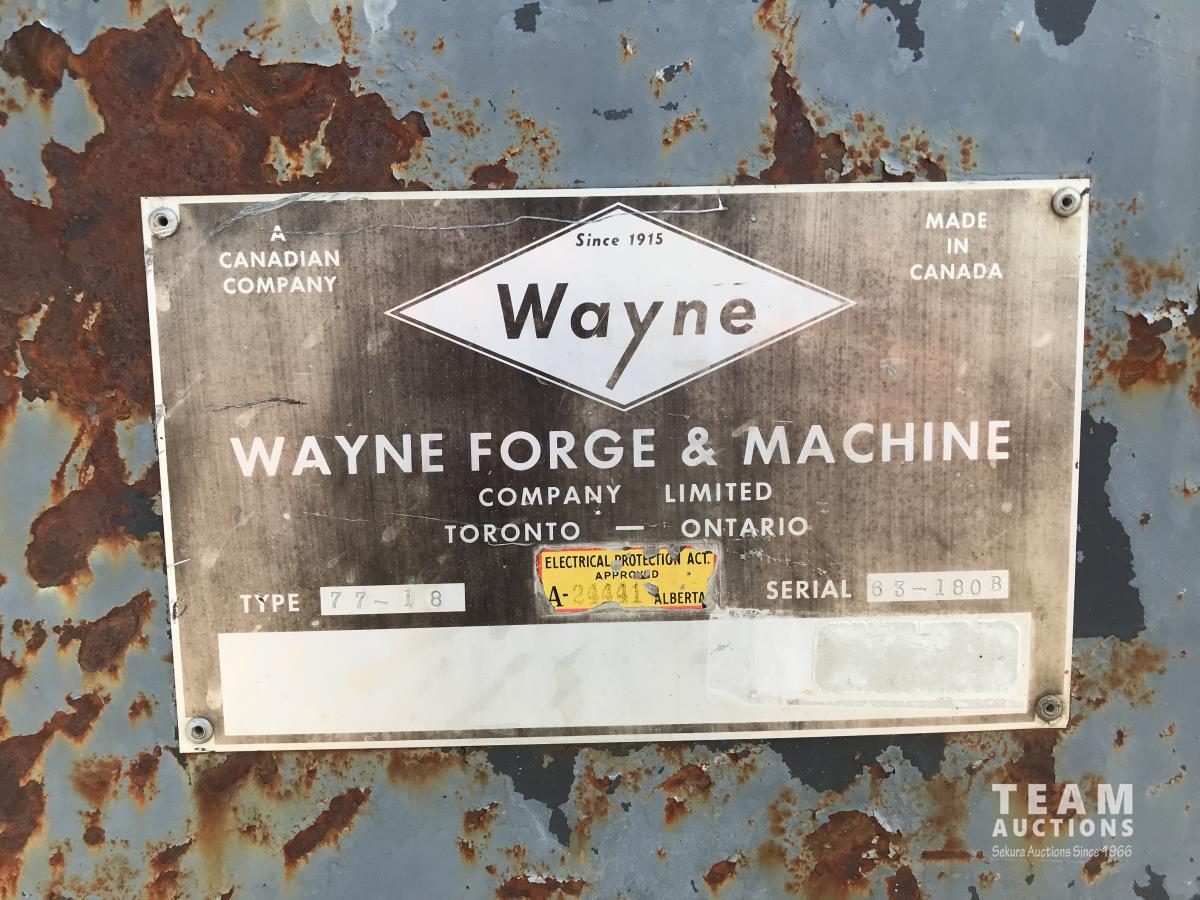 A
CANADIAN
COMPANY
Since 1915
Wayne
MADE
IN
CANADA
WAYNE FORGE & MACHINE
COMPANY LIMITED
TORONTO — ONTARIO
ELECTRICAL PROTECTION ACT.
APPROVED
A-24441 ALBERTA
TYPE 77-18
SERIAL 63-180B
TEAM
AUCTIONS
Sekura Auctions Since 1966